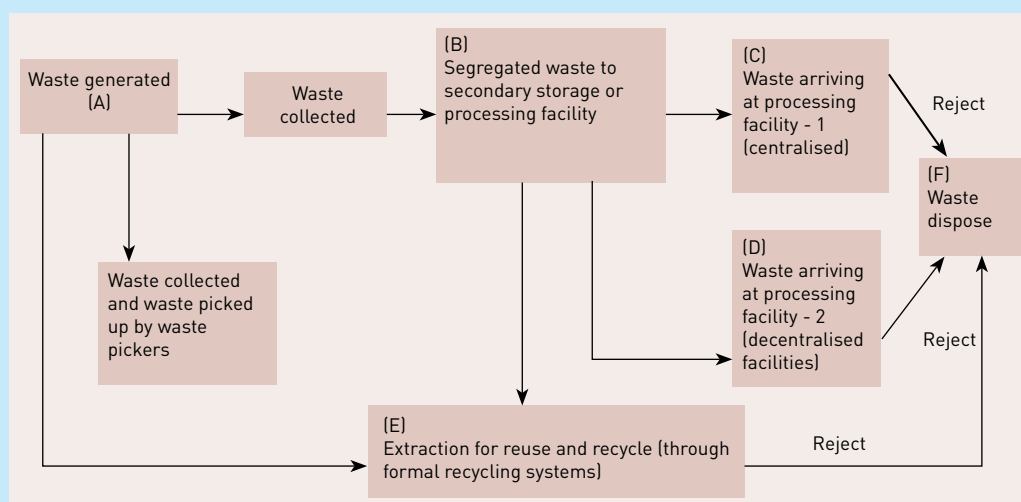 Waste generated
(A)
Waste
collected
(B)
Segregated waste to
secondary storage or
processing facility
(C)
Waste arriving
at processing
facility - 1
(centralised)
Reject
(F)
Waste
dispose
Waste collected
and waste picked
up by waste
pickers
(D)
Waste arriving
at processing
facility - 2
(decentralised
facilities)
Reject
(E)
Extraction for reuse and recycle (through
formal recycling systems)
Reject